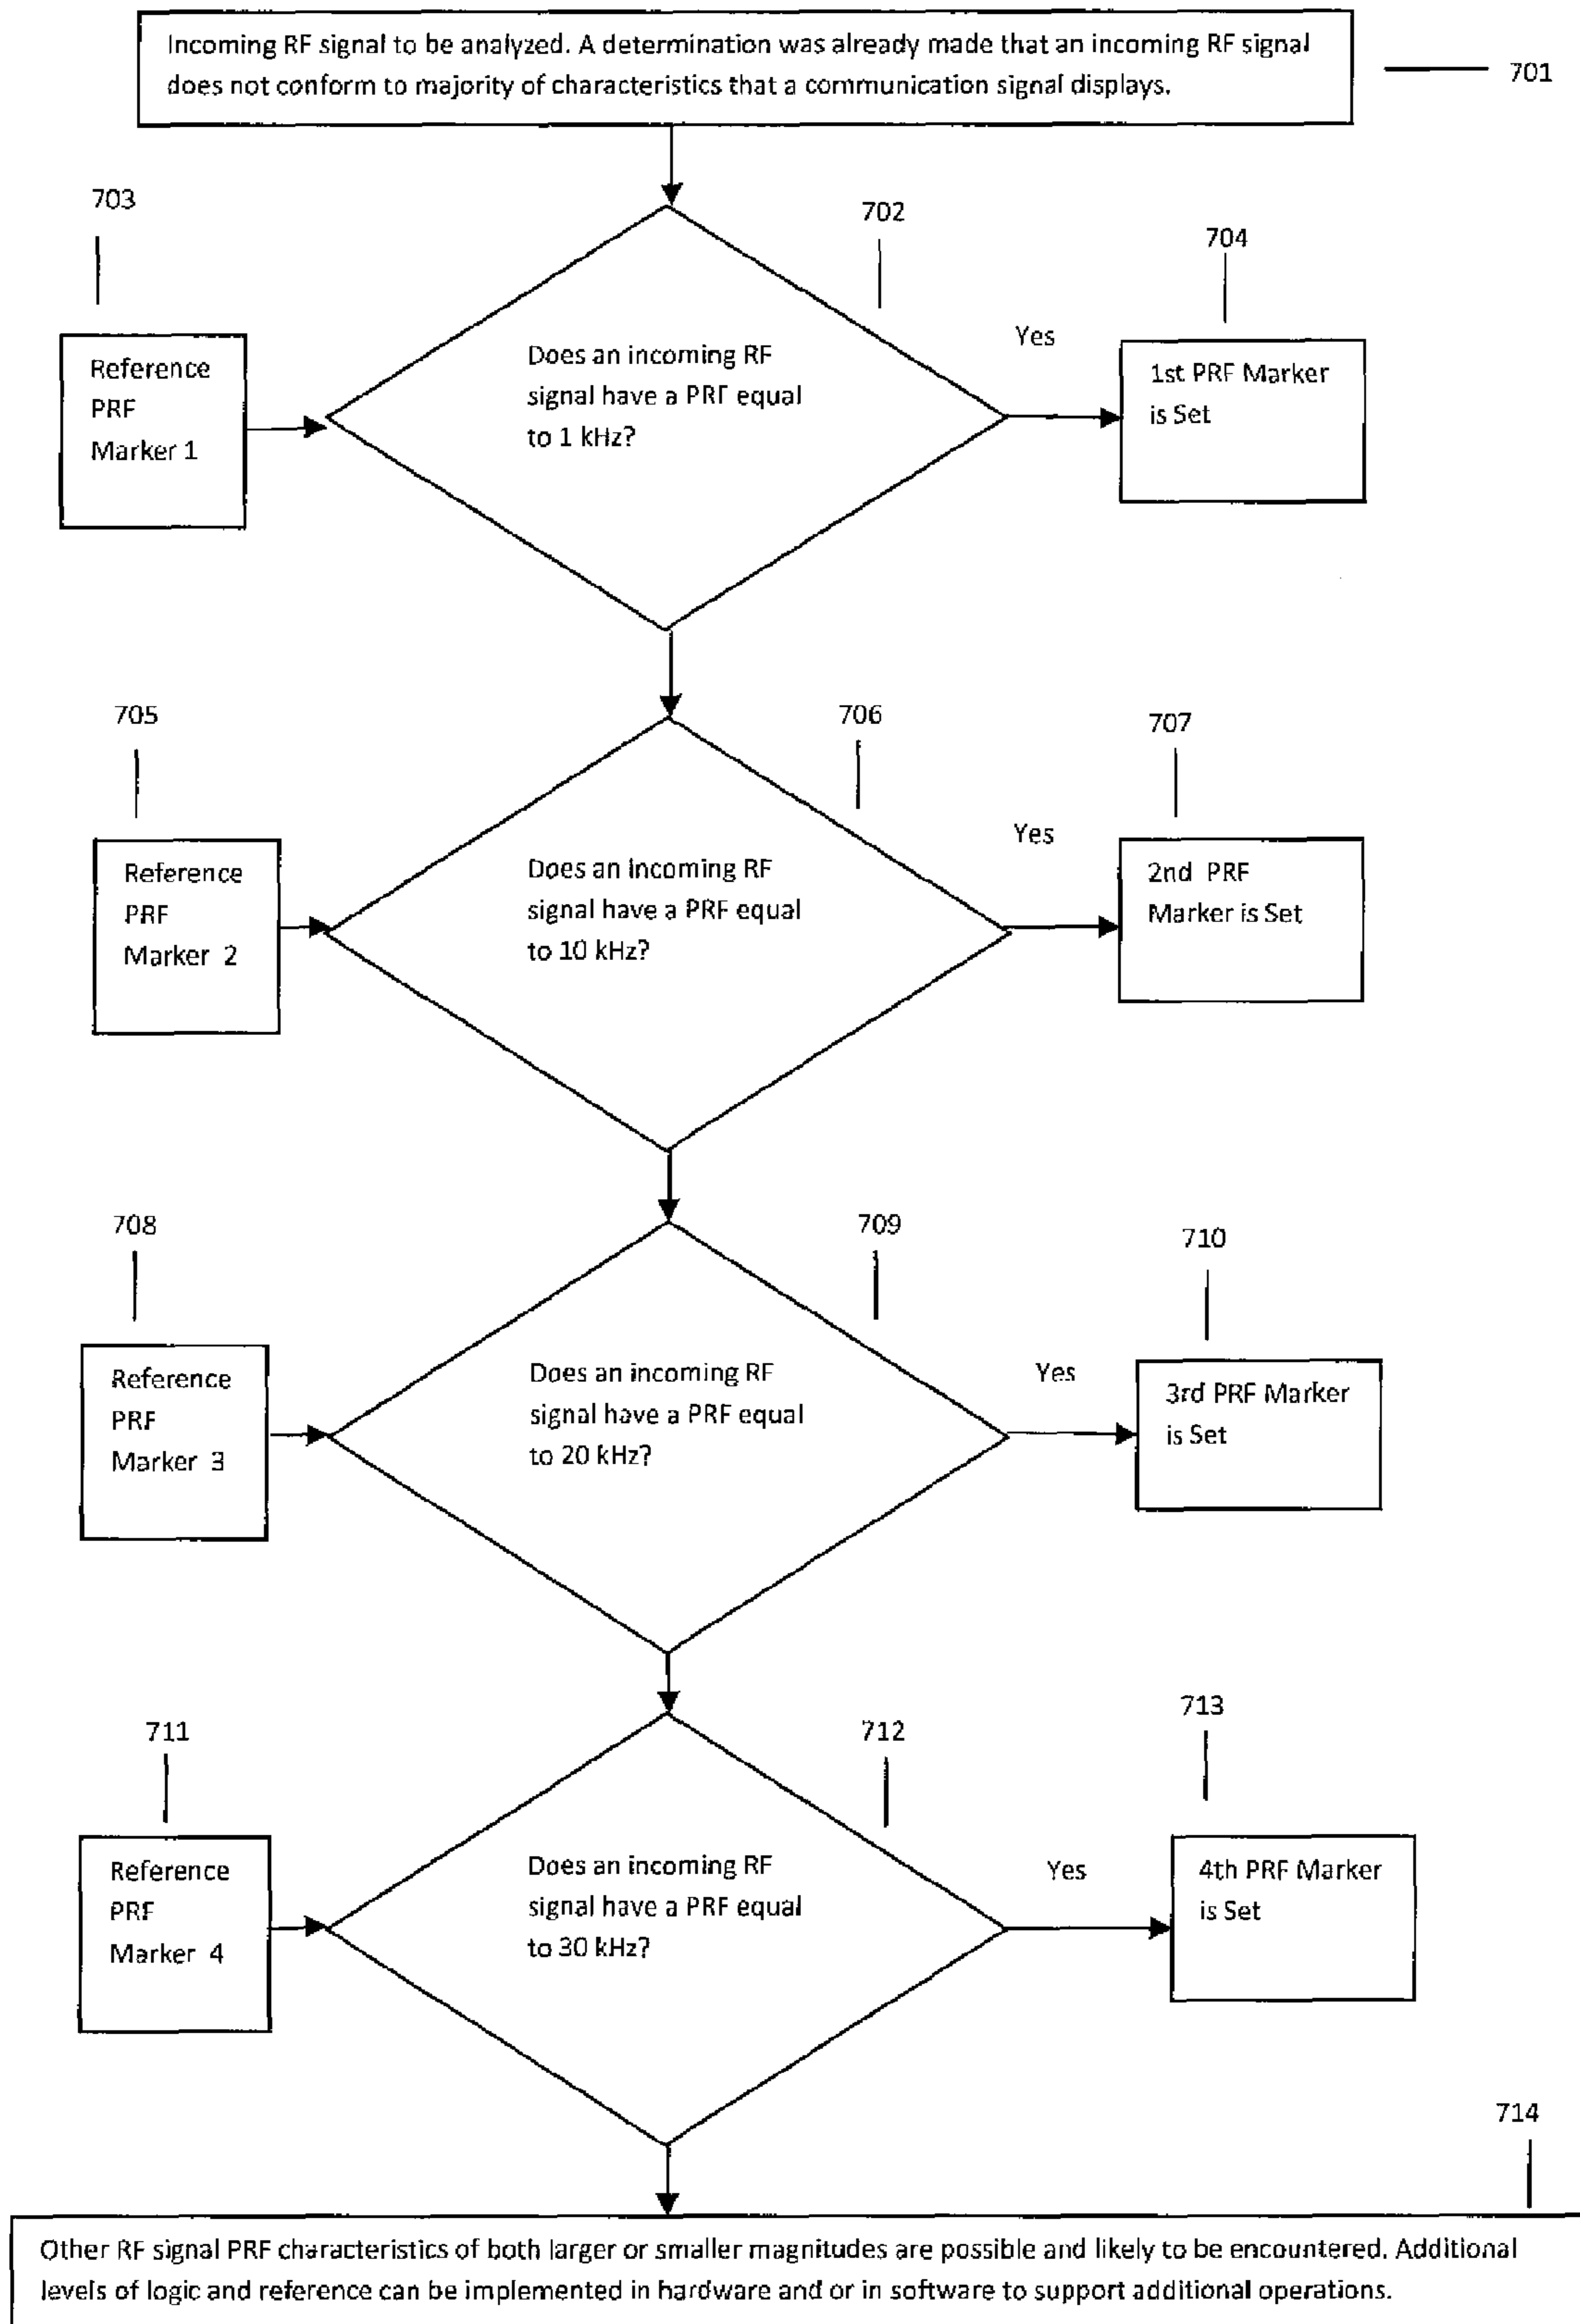 Incoming RF signal to be analyzed. A determination was already made that an incoming RF signal
does not conform to majority of characteristics that a communication signal displays.
701
703
702
704
Reference
PRF
Marker 1
Does an incoming RF
signal have a PRF equal
to 1 kHz?
Yes
1st PRF Marker
is Set
705
706
707
Reference
PRF
Marker 2
Does an incoming RF
signal have a PRF equal
to 10 kHz?
Yes
2nd PRF
Marker is Set
708
709
710
Reference
PRF
Marker 3
Does an incoming RF
signal have a PRF equal
to 20 kHz?
Yes
3rd PRF Marker
is Set
711
712
713
Reference
PRF
Marker 4
Does an incoming RF
signal have a PRF equal
to 30 kHz?
Yes
4th PRF Marker
is Set
714
Other RF signal PRF characteristics of both larger or smaller magnitudes are possible and likely to be encountered. Additional
levels of logic and reference can be implemented in hardware and or in software to support additional operations.